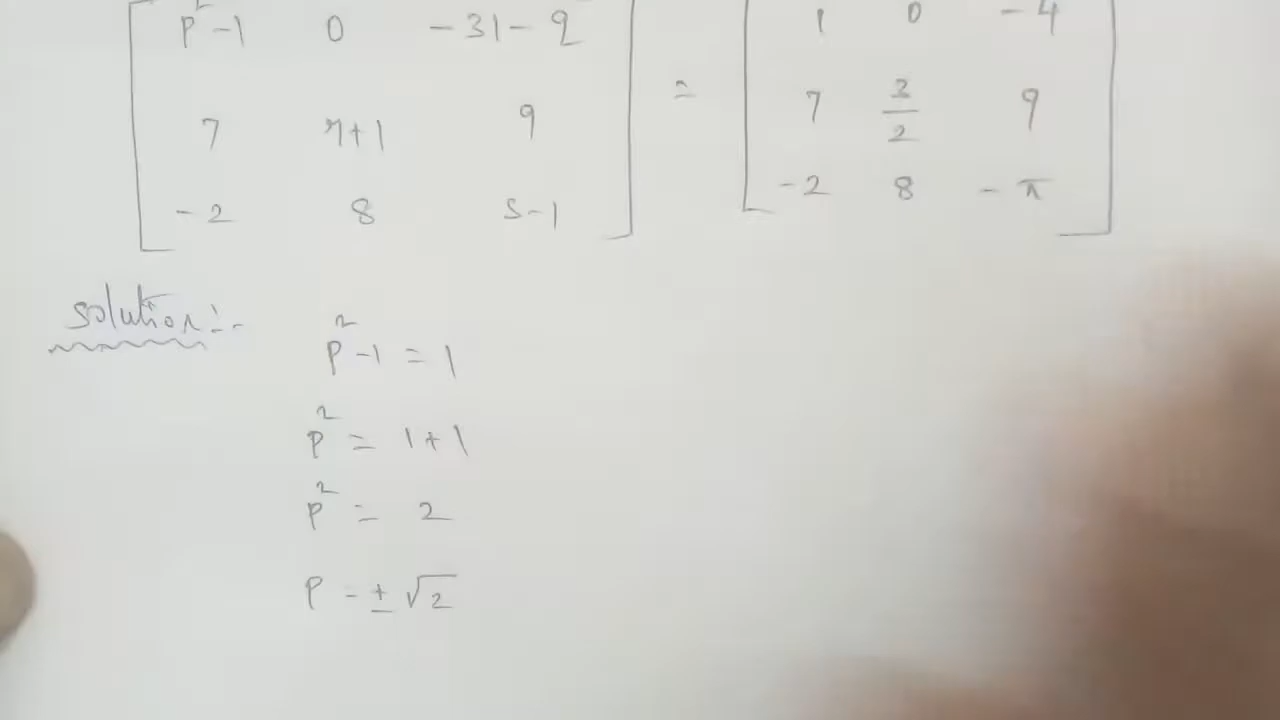 p²-1 0 -31-q = 1 0 -4
7 r+1 9 7 3/2 9
-2 8 s-1 -2 8 -π
solution:-
p²-1 = 1
p² = 1+1
p² = 2
p = ± √2